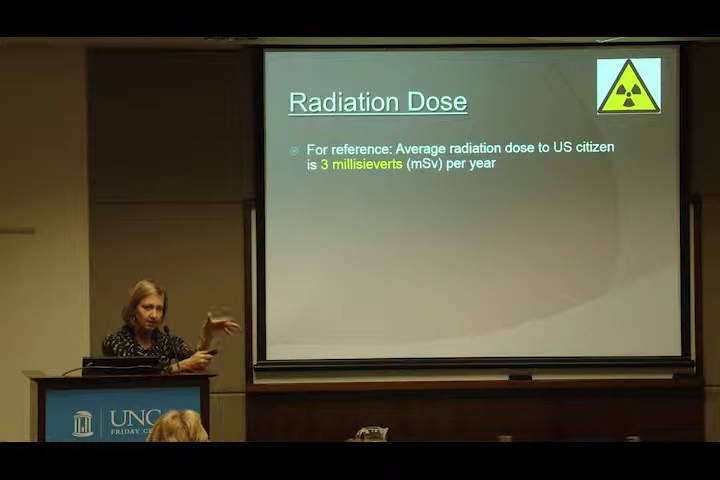 Radiation Dose
For reference: Average radiation dose to US citizen
is 3 millisieverts (mSv) per year
UNC
FRIDAY